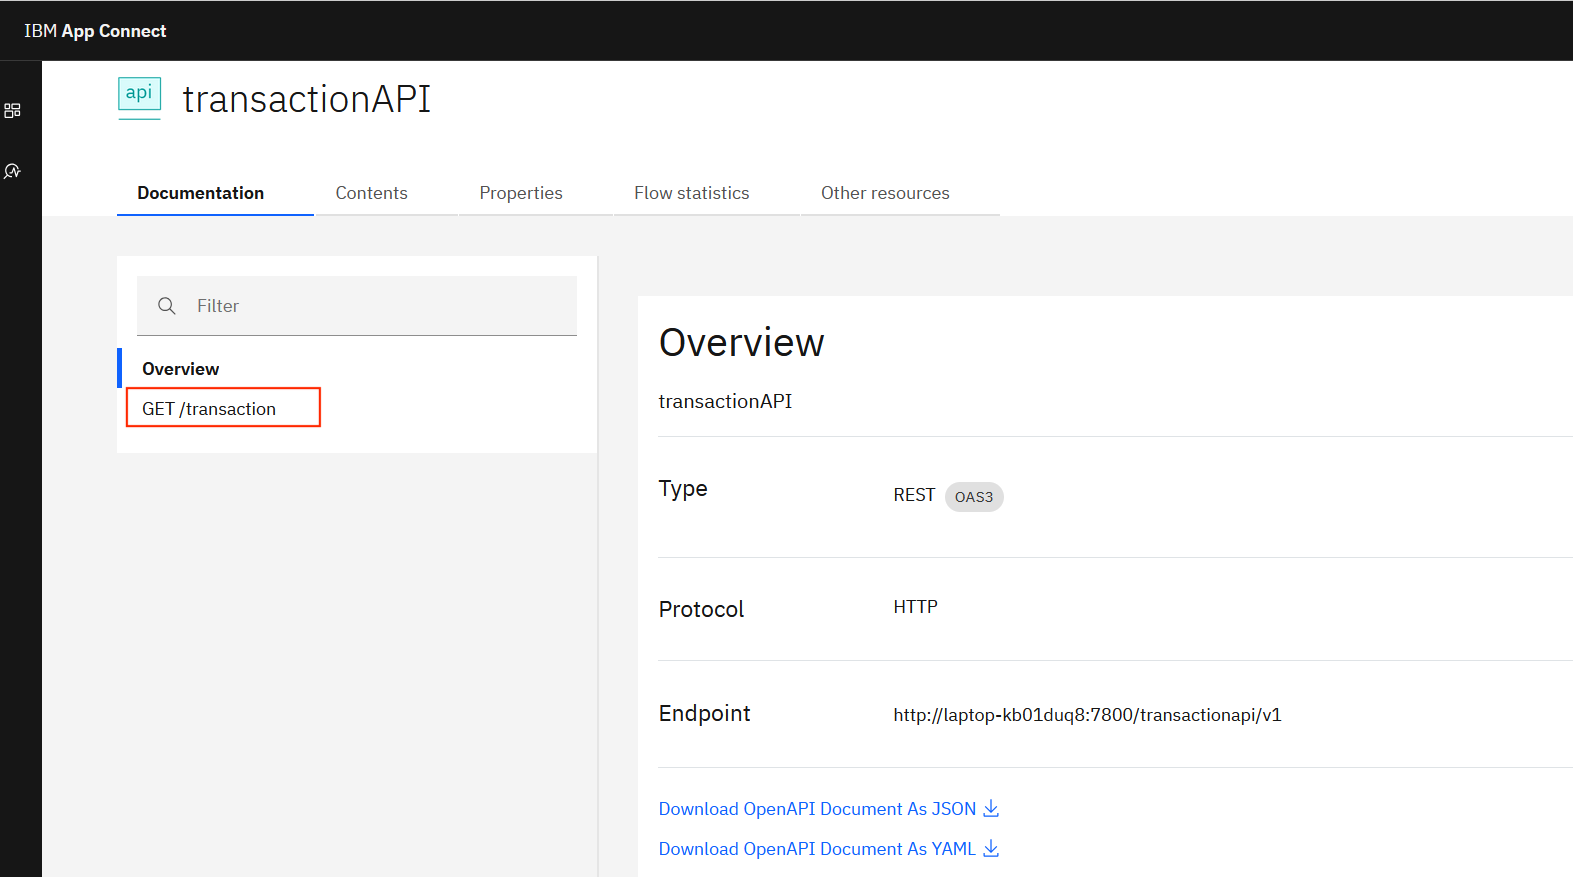 IBM App Connect
api
transactionAPI
Documentation
Contents
Properties
Flow statistics
Other resources
Filter
Overview
GET /transaction
Overview
transactionAPI
Type
REST OAS3
Protocol
HTTP
Endpoint
http://laptop-kb01duq8:7800/transactionapi/v1
Download OpenAPI Document As JSON
Download OpenAPI Document As YAML